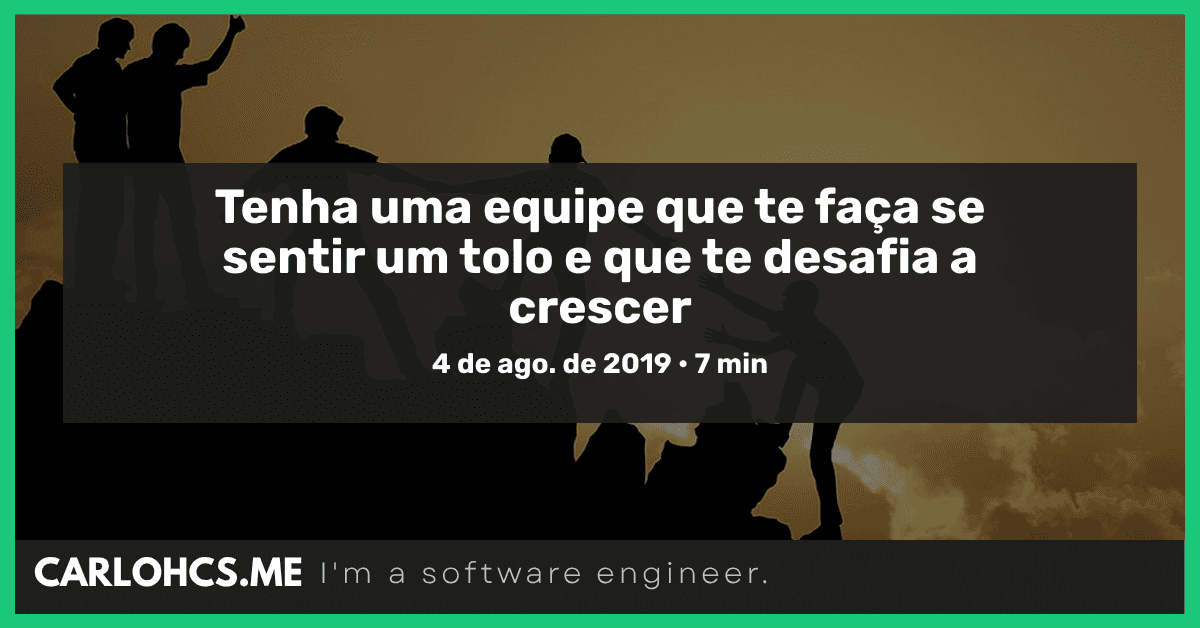 Tenha uma equipe que te faça se
sentir um tolo e que te desafia a
crescer
4 de ago. de 2019 • 7 min
CARLOHCS.ME I'm a software engineer.